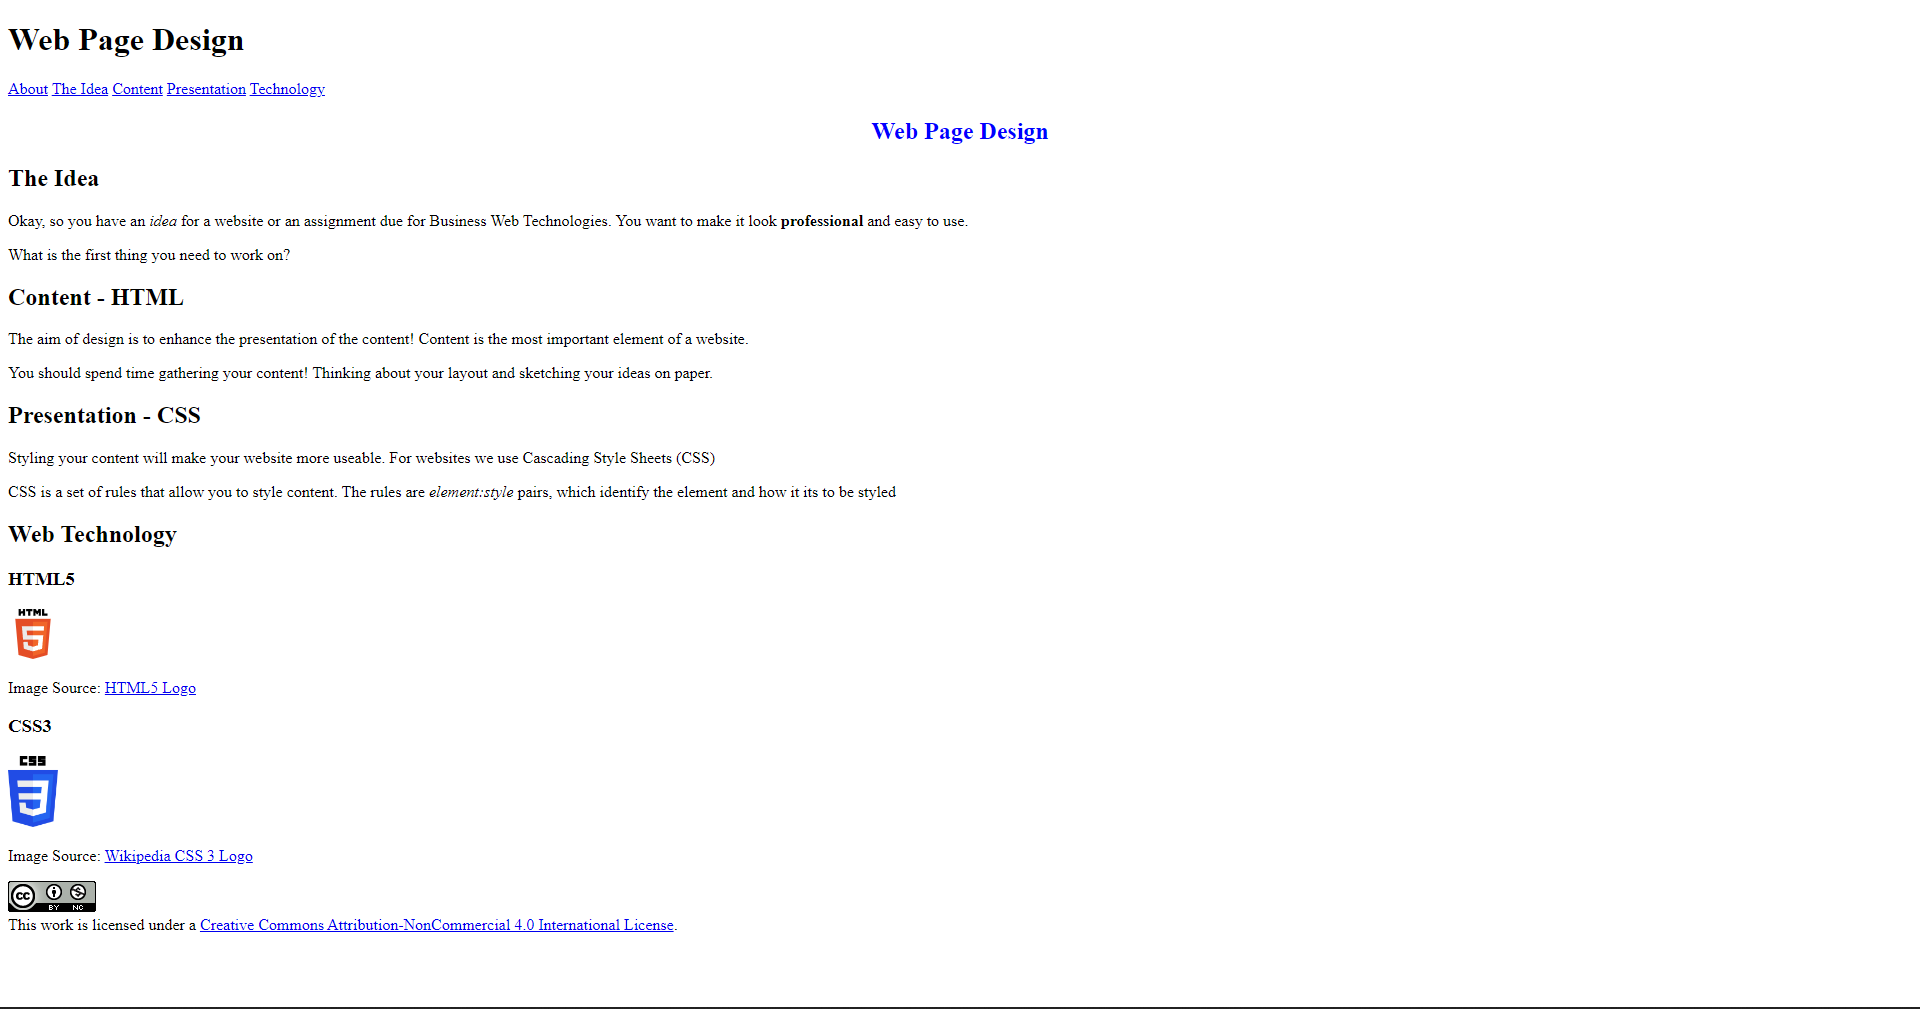 Web Page Design
About The Idea Content Presentation Technology
Web Page Design
The Idea
Okay, so you have an idea for a website or an assignment due for Business Web Technologies. You want to make it look professional and easy to use.
What is the first thing you need to work on?
Content - HTML
The aim of design is to enhance the presentation of the content! Content is the most important element of a website.
You should spend time gathering your content! Thinking about your layout and sketching your ideas on paper.
Presentation - CSS
Styling your content will make your website more useable. For websites we use Cascading Style Sheets (CSS)
CSS is a set of rules that allow you to style content. The rules are element:style pairs, which identify the element and how it its to be styled
Web Technology
HTML5
HTML
5
Image Source: HTML5 Logo
CSS3
CSS
3
Image Source: Wikipedia CSS 3 Logo
cc
BY NC
This work is licensed under a Creative Commons Attribution-NonCommercial 4.0 International License.